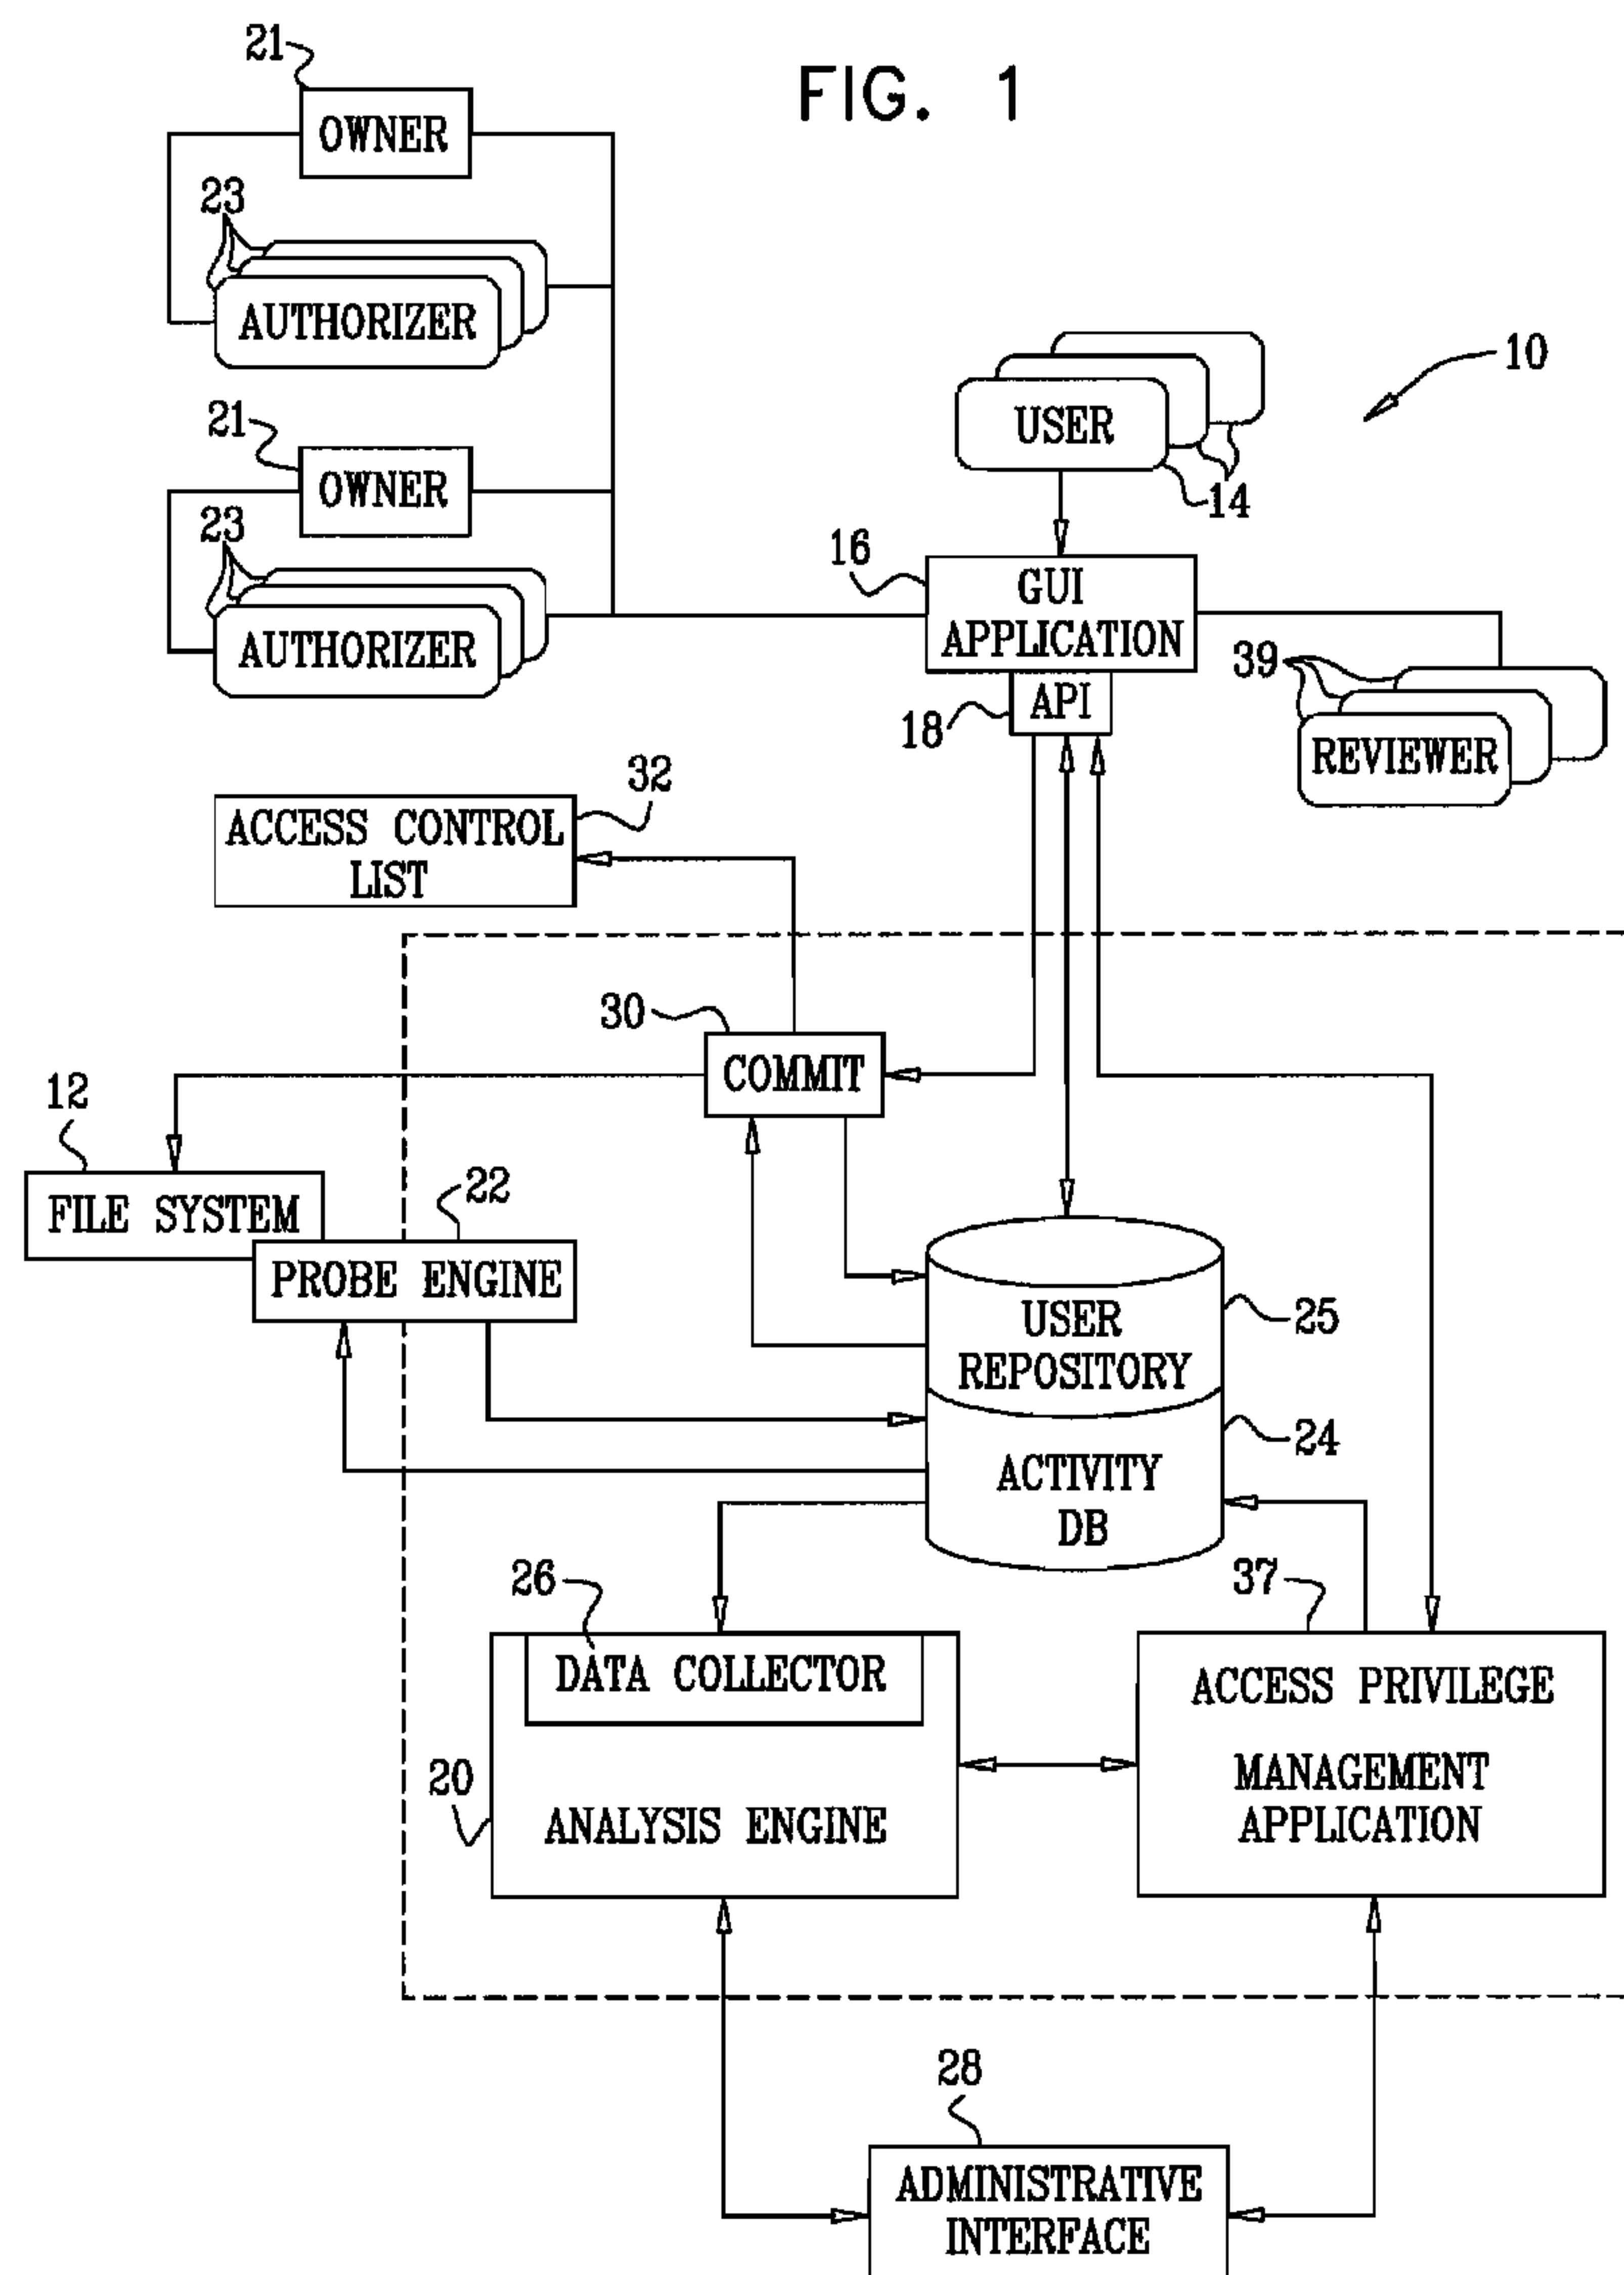 FIG. 1
21
OWNER
23
AUTHORIZER
10
USER
14
21
OWNER
23
AUTHORIZER
16
GUI
APPLICATION
18
API
39
REVIEWER
32
ACCESS CONTROL
LIST
30
COMMIT
12
FILE SYSTEM
22
PROBE ENGINE
USER
REPOSITORY
25
ACTIVITY
DB
24
26
DATA COLLECTOR
20
ANALYSIS ENGINE
37
ACCESS PRIVILEGE
MANAGEMENT
APPLICATION
28
ADMINISTRATIVE
INTERFACE